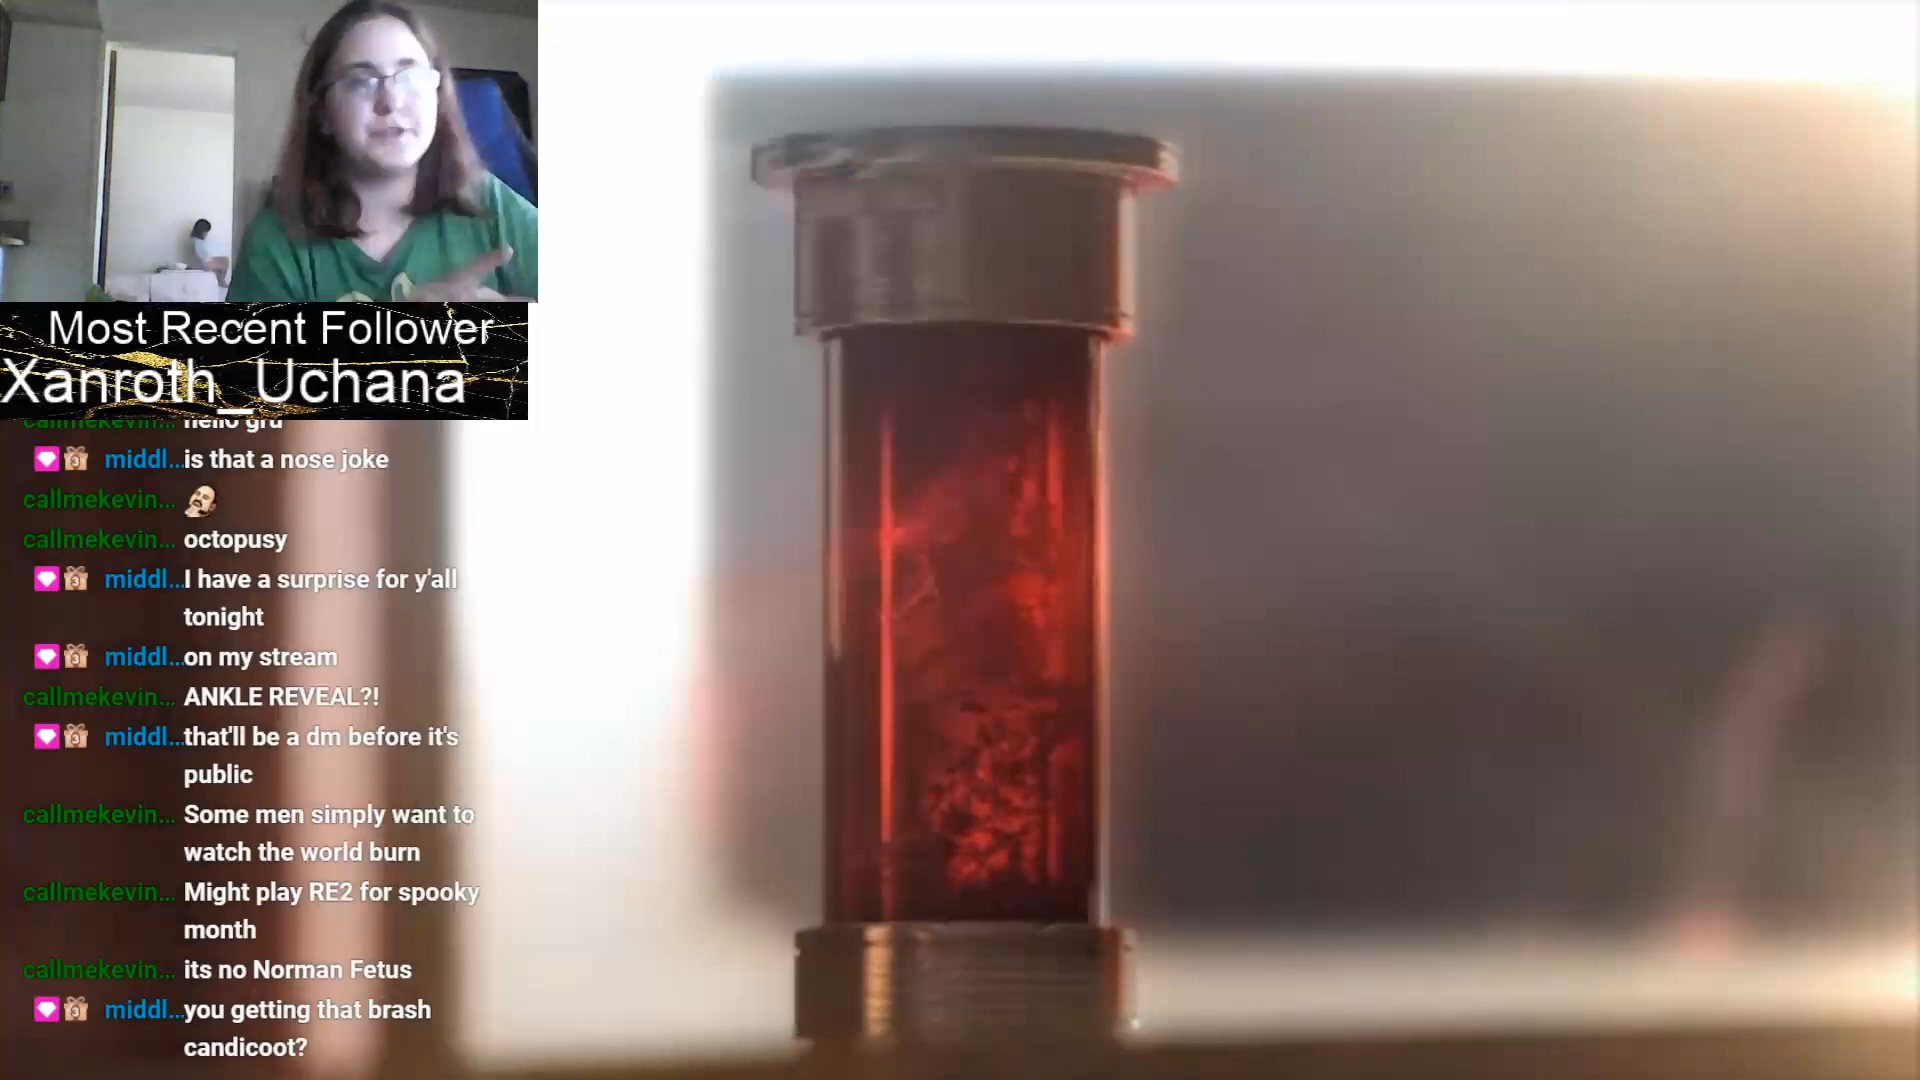 Most Recent Follower
Xanroth_Uchana
callmekevin... hello gru
middl...is that a nose joke
callmekevin...
callmekevin... octopusy
middl...I have a surprise for y'all
tonight
middl...on my stream
callmekevin... ANKLE REVEAL?!
middl...that'll be a dm before it's
public
callmekevin... Some men simply want to
watch the world burn
callmekevin... Might play RE2 for spooky
month
callmekevin... its no Norman Fetus
middl...you getting that brash
candicoot?